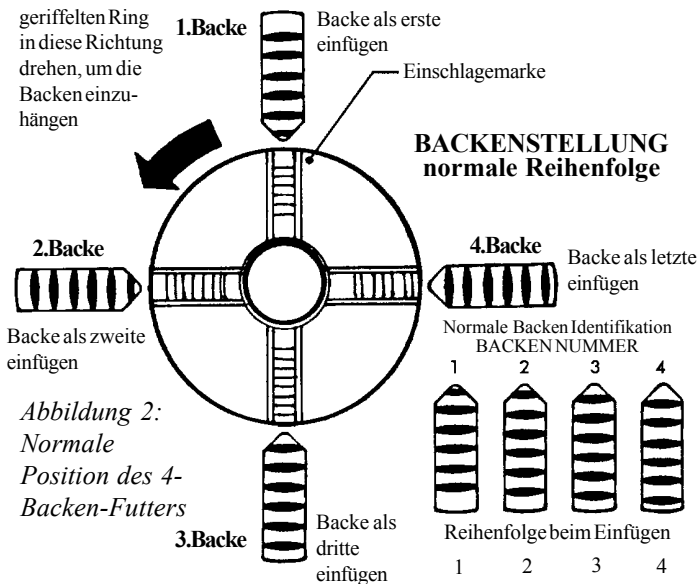 geriffelten Ring
in diese Richtung
drehen, um die
Backen einzu-
hängen
1.Backe
Backe als erste
einfügen
Einschlagemarke
BACKENSTELLUNG
normale Reihenfolge
2.Backe
Backe als zweite
einfügen
4.Backe
Backe als letzte
einfügen
Normale Backen Identifikation
BACKEN NUMMER
1 2 3 4
Abbildung 2:
Normale
Position des 4-
Backen-Futters
3.Backe
Backe als
dritte
einfügen
Reihenfolge beim Einfügen
1 2 3 4